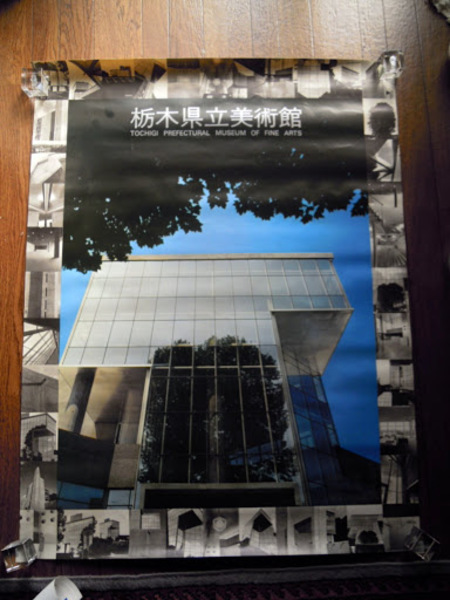 栃木県立美術館
TOCHIGI PREFECTURAL MUSEUM OF FINE ARTS